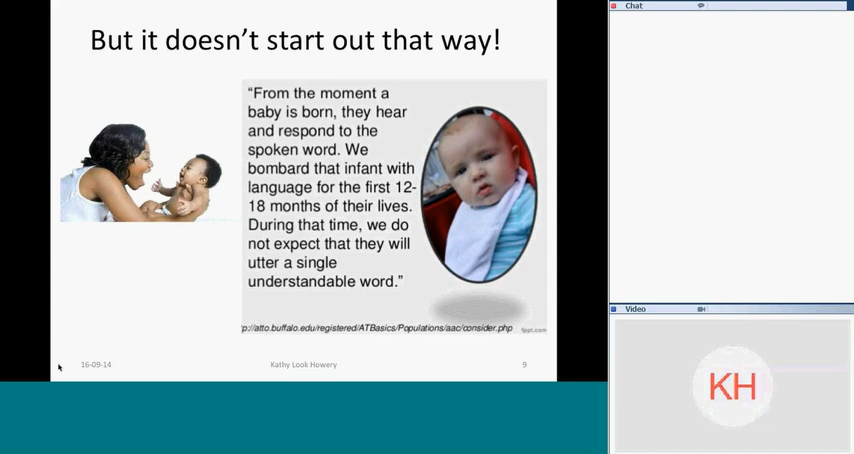 But it doesn't start out that way!
"From the moment a
baby is born, they hear
and respond to the
spoken word. We
bombard that infant with
language for the first 12-
18 months of their lives.
During that time, we do
not expect that they will
utter a single
understandable word."
p://atto.buffalo.edu/registered/ATBasics/Populations/aac/consider.php
fppt.com
16-09-14
Kathy Look Howery
9
Chat
Video
KH